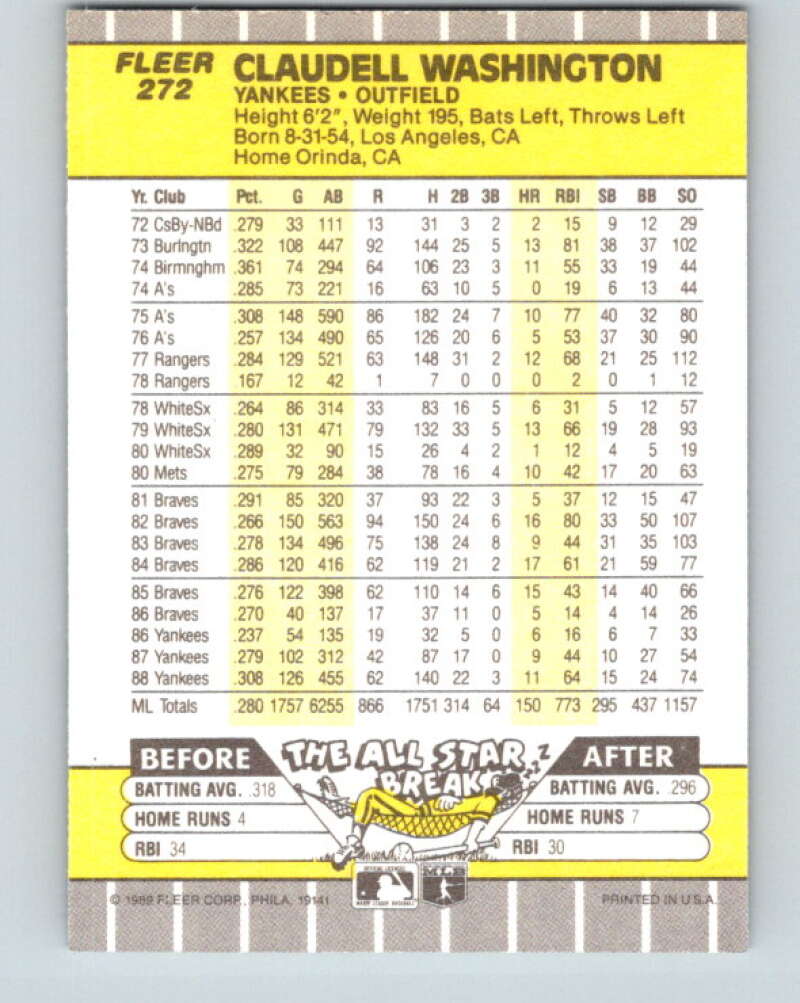 FLEER CLAUDELL WASHINGTON
272 YANKEES • OUTFIELD
Height 6'2", Weight 195, Bats Left, Throws Left
Born 8-31-54, Los Angeles, CA
Home Orinda, CA
Yr. Club Pct. G AB R H 2B 3B HR RBI SB BB SO
72 CsBy-NBd .279 33 111 13 31 3 2 2 15 9 12 29
73 Burlngtn .322 108 447 92 144 25 5 13 81 38 37 102
74 Birmnghm .361 74 294 64 106 23 3 11 55 33 19 44
74 A's .285 73 221 16 63 10 5 0 19 6 13 44
75 A's .308 148 590 86 182 24 7 10 77 40 32 80
76 A's .257 134 490 65 126 20 6 5 53 37 30 90
77 Rangers .284 129 521 63 148 31 2 12 68 21 25 112
78 Rangers .167 12 42 1 7 0 0 0 2 0 1 12
78 WhiteSx .264 86 314 33 83 16 5 6 31 5 12 57
79 WhiteSx .280 131 471 79 132 33 5 13 66 19 28 93
80 WhiteSx .289 32 90 15 26 4 2 1 12 4 5 19
80 Mets .275 79 284 38 78 16 4 10 42 17 20 63
81 Braves .291 85 320 37 93 22 3 5 37 12 15 47
82 Braves .266 150 563 94 150 24 6 16 80 33 50 107
83 Braves .278 134 496 75 138 24 8 9 44 31 35 103
84 Braves .286 120 416 62 119 21 2 17 61 21 59 77
85 Braves .276 122 398 62 110 14 6 15 43 14 40 66
86 Braves .270 40 137 17 37 11 0 5 14 4 14 26
86 Yankees .237 54 135 19 32 5 0 6 16 6 7 33
87 Yankees .279 102 312 42 87 17 0 9 44 10 27 54
88 Yankees .308 126 455 62 140 22 3 11 64 15 24 74
ML Totals .280 1757 6255 866 1751 314 64 150 773 295 437 1157
BEFORE THE ALL STAR BREAK ZZZ AFTER
BATTING AVG. .318 BATTING AVG. .296
HOME RUNS 4 HOME RUNS 7
RBI 34 RBI 30
MLB
© 1989 FLEER CORP., PHILA. 19141 PRINTED IN U.S.A.